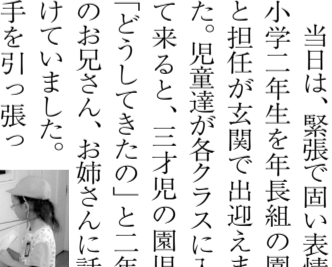 当日は、緊張で固い表情
小学二年生を年長組の園
と担任が玄関で出迎えま
た。児童達が各クラスに入
て来ると、三才児の園児
「どうしてきたの」と二年
のお兄さん、お姉さんに話
けていました。
手を引っ張っ